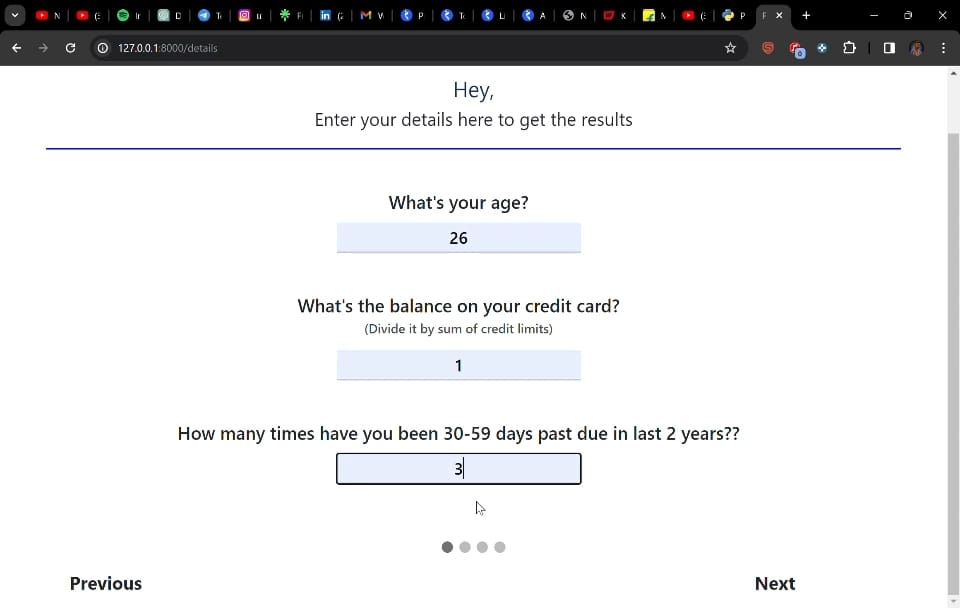 127.0.0.1:8000/details
Hey,
Enter your details here to get the results
What's your age?
26
What's the balance on your credit card?
(Divide it by sum of credit limits)
1
How many times have you been 30-59 days past due in last 2 years??
3
Previous
Next